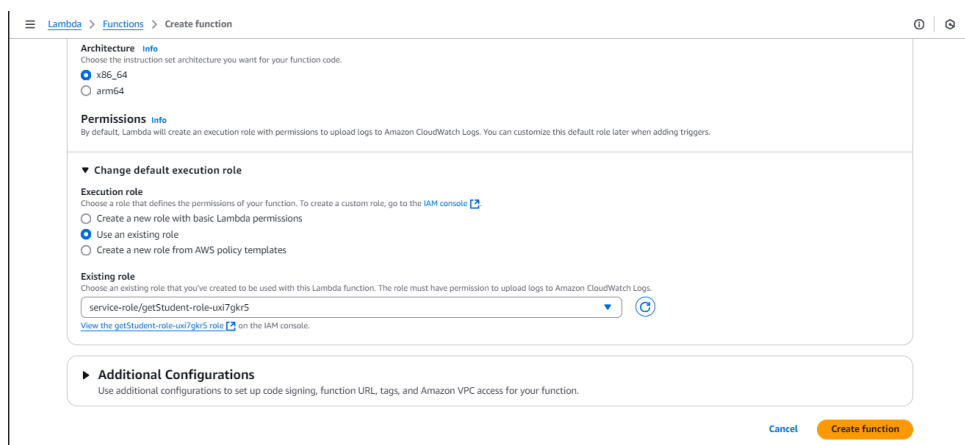 Lambda > Functions > Create function
Architecture Info
Choose the instruction set architecture you want for your function code.
x86_64
arm64
Permissions Info
By default, Lambda will create an execution role with permissions to upload logs to Amazon CloudWatch Logs. You can customize this default role later when adding triggers.
Change default execution role
Execution role
Choose a role that defines the permissions of your function. To create a custom role, go to the IAM console.
Create a new role with basic Lambda permissions
Use an existing role
Create a new role from AWS policy templates
Existing role
Choose an existing role that you've created to be used with this Lambda function. The role must have permission to upload logs to Amazon CloudWatch Logs.
service-role/getStudent-role-uxi7gkr5
View the getStudent-role-uxi7gkr5 role on the IAM console.
Additional Configurations
Use additional configurations to set up code signing, function URL, tags, and Amazon VPC access for your function.
Cancel Create function